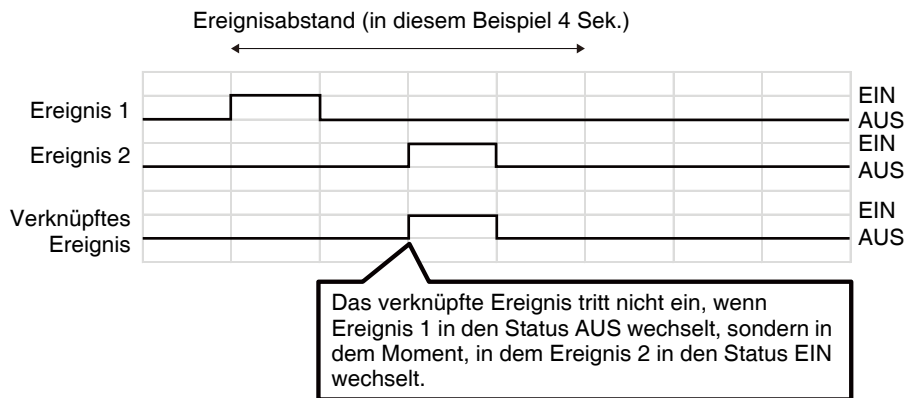 Ereignisabstand (in diesem Beispiel 4 Sek.)
Ereignis 1
EIN
AUS
Ereignis 2
EIN
AUS
Verknüpftes
Ereignis
EIN
AUS
Das verknüpfte Ereignis tritt nicht ein, wenn
Ereignis 1 in den Status AUS wechselt, sondern in
dem Moment, in dem Ereignis 2 in den Status EIN
wechselt.